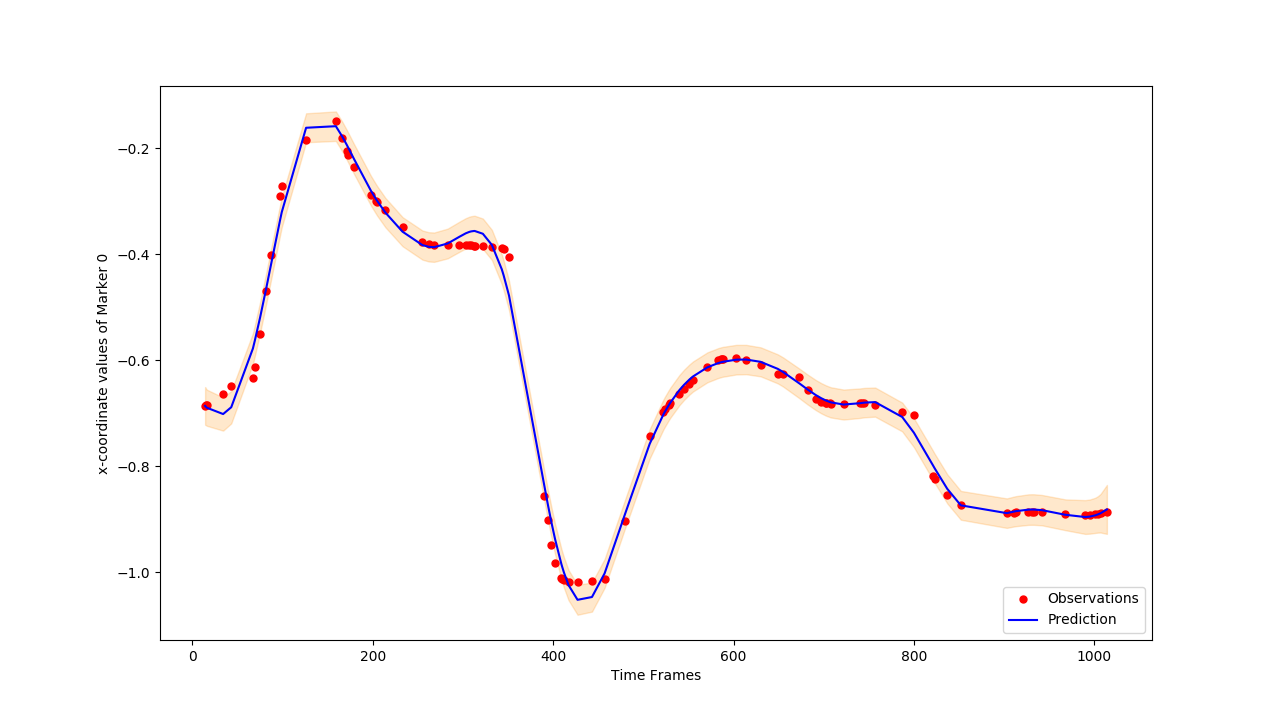 −0.2
−0.4
−0.6
−0.8
−1.0
x-coordinate values of Marker 0
0 200 400 600 800 1000
Time Frames
Observations
Prediction